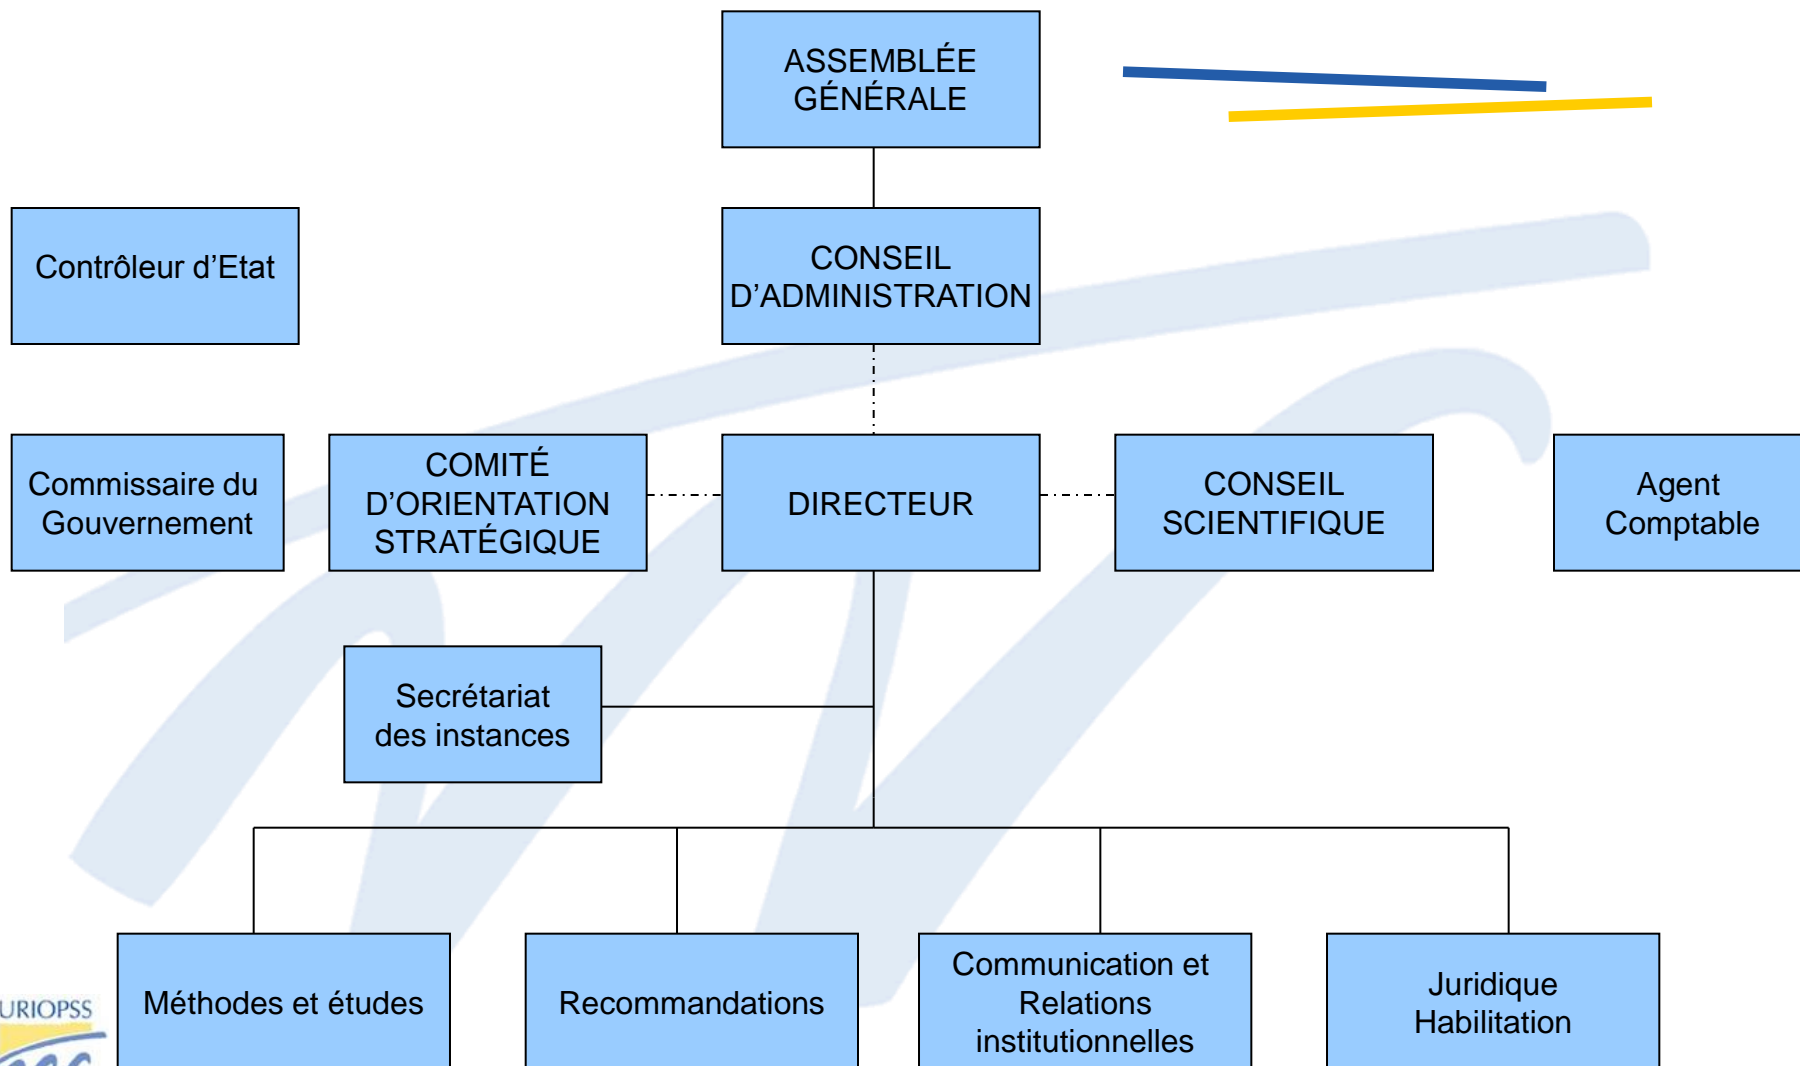 ASSEMBLÉE
GÉNÉRALE
Contrôleur d’Etat
CONSEIL
D’ADMINISTRATION
Commissaire du
Gouvernement
COMITÉ
D’ORIENTATION
STRATÉGIQUE
DIRECTEUR
CONSEIL
SCIENTIFIQUE
Agent
Comptable
Secrétariat
des instances
Méthodes et études
Recommandations
Communication et
Relations
institutionnelles
Juridique
Habilitation
URIOPSS